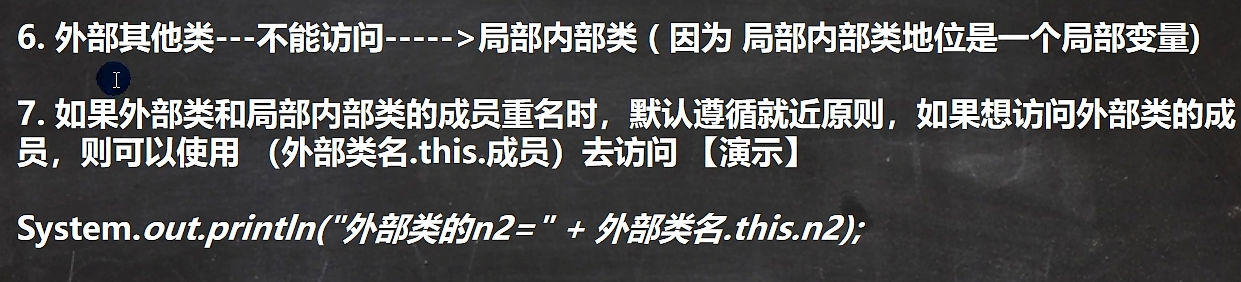 6. 外部其他类---不能访问----->局部内部类 ( 因为 局部内部类地位是一个局部变量)
7. 如果外部类和局部内部类的成员重名时，默认遵循就近原则，如果想访问外部类的成
员，则可以使用 （外部类名.this.成员）去访问 【演示】
System.out.println("外部类的n2=" + 外部类名.this.n2);